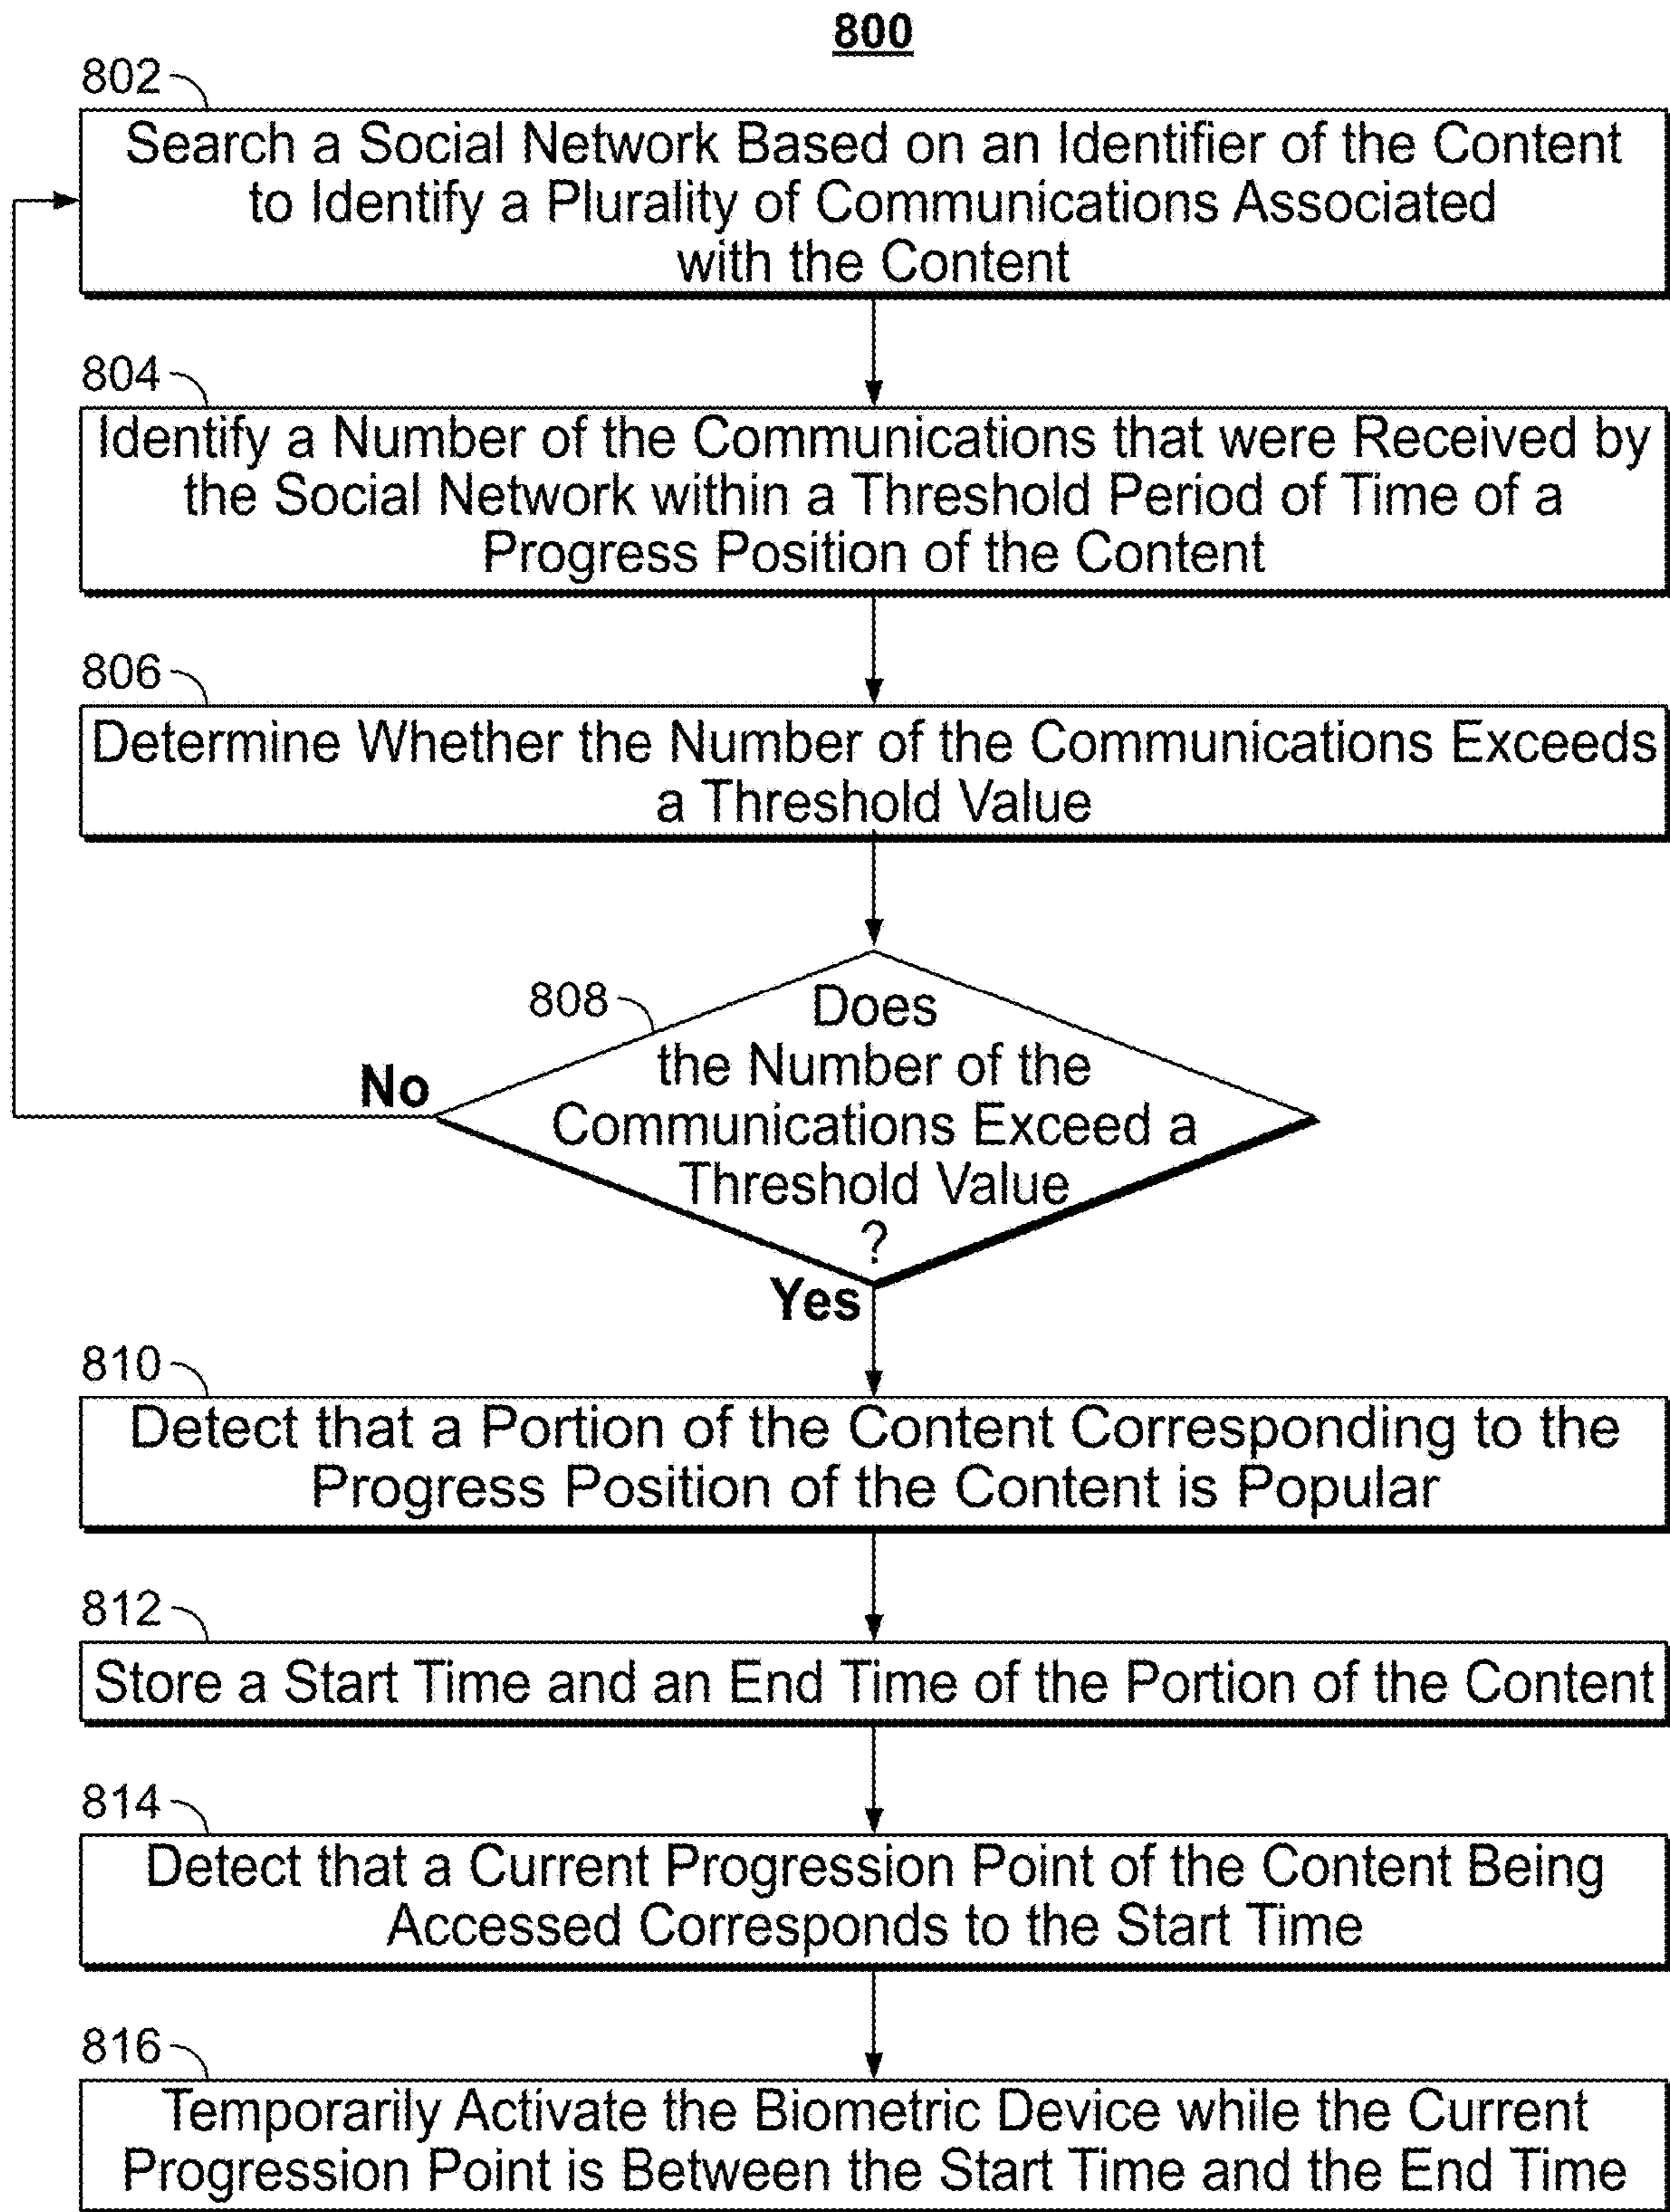 800
802
Search a Social Network Based on an Identifier of the Content
to Identify a Plurality of Communications Associated
with the Content
804
Identify a Number of the Communications that were Received by
the Social Network within a Threshold Period of Time of a
Progress Position of the Content
806
Determine Whether the Number of the Communications Exceeds
a Threshold Value
808
Does
the Number of the
Communications Exceed a
Threshold Value
?
No
Yes
810
Detect that a Portion of the Content Corresponding to the
Progress Position of the Content is Popular
812
Store a Start Time and an End Time of the Portion of the Content
814
Detect that a Current Progression Point of the Content Being
Accessed Corresponds to the Start Time
816
Temporarily Activate the Biometric Device while the Current
Progression Point is Between the Start Time and the End Time